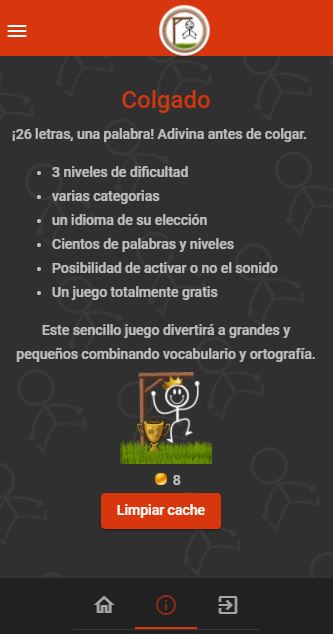 Colgado
¡26 letras, una palabra! Adivina antes de colgar.
• 3 niveles de dificultad
• varias categorias
• un idioma de su elección
• Cientos de palabras y niveles
• Posibilidad de activar o no el sonido
• Un juego totalmente gratis
Este sencillo juego divertirá a grandes y
pequeños combinando vocabulario y ortografía.
8
Limpiar cache